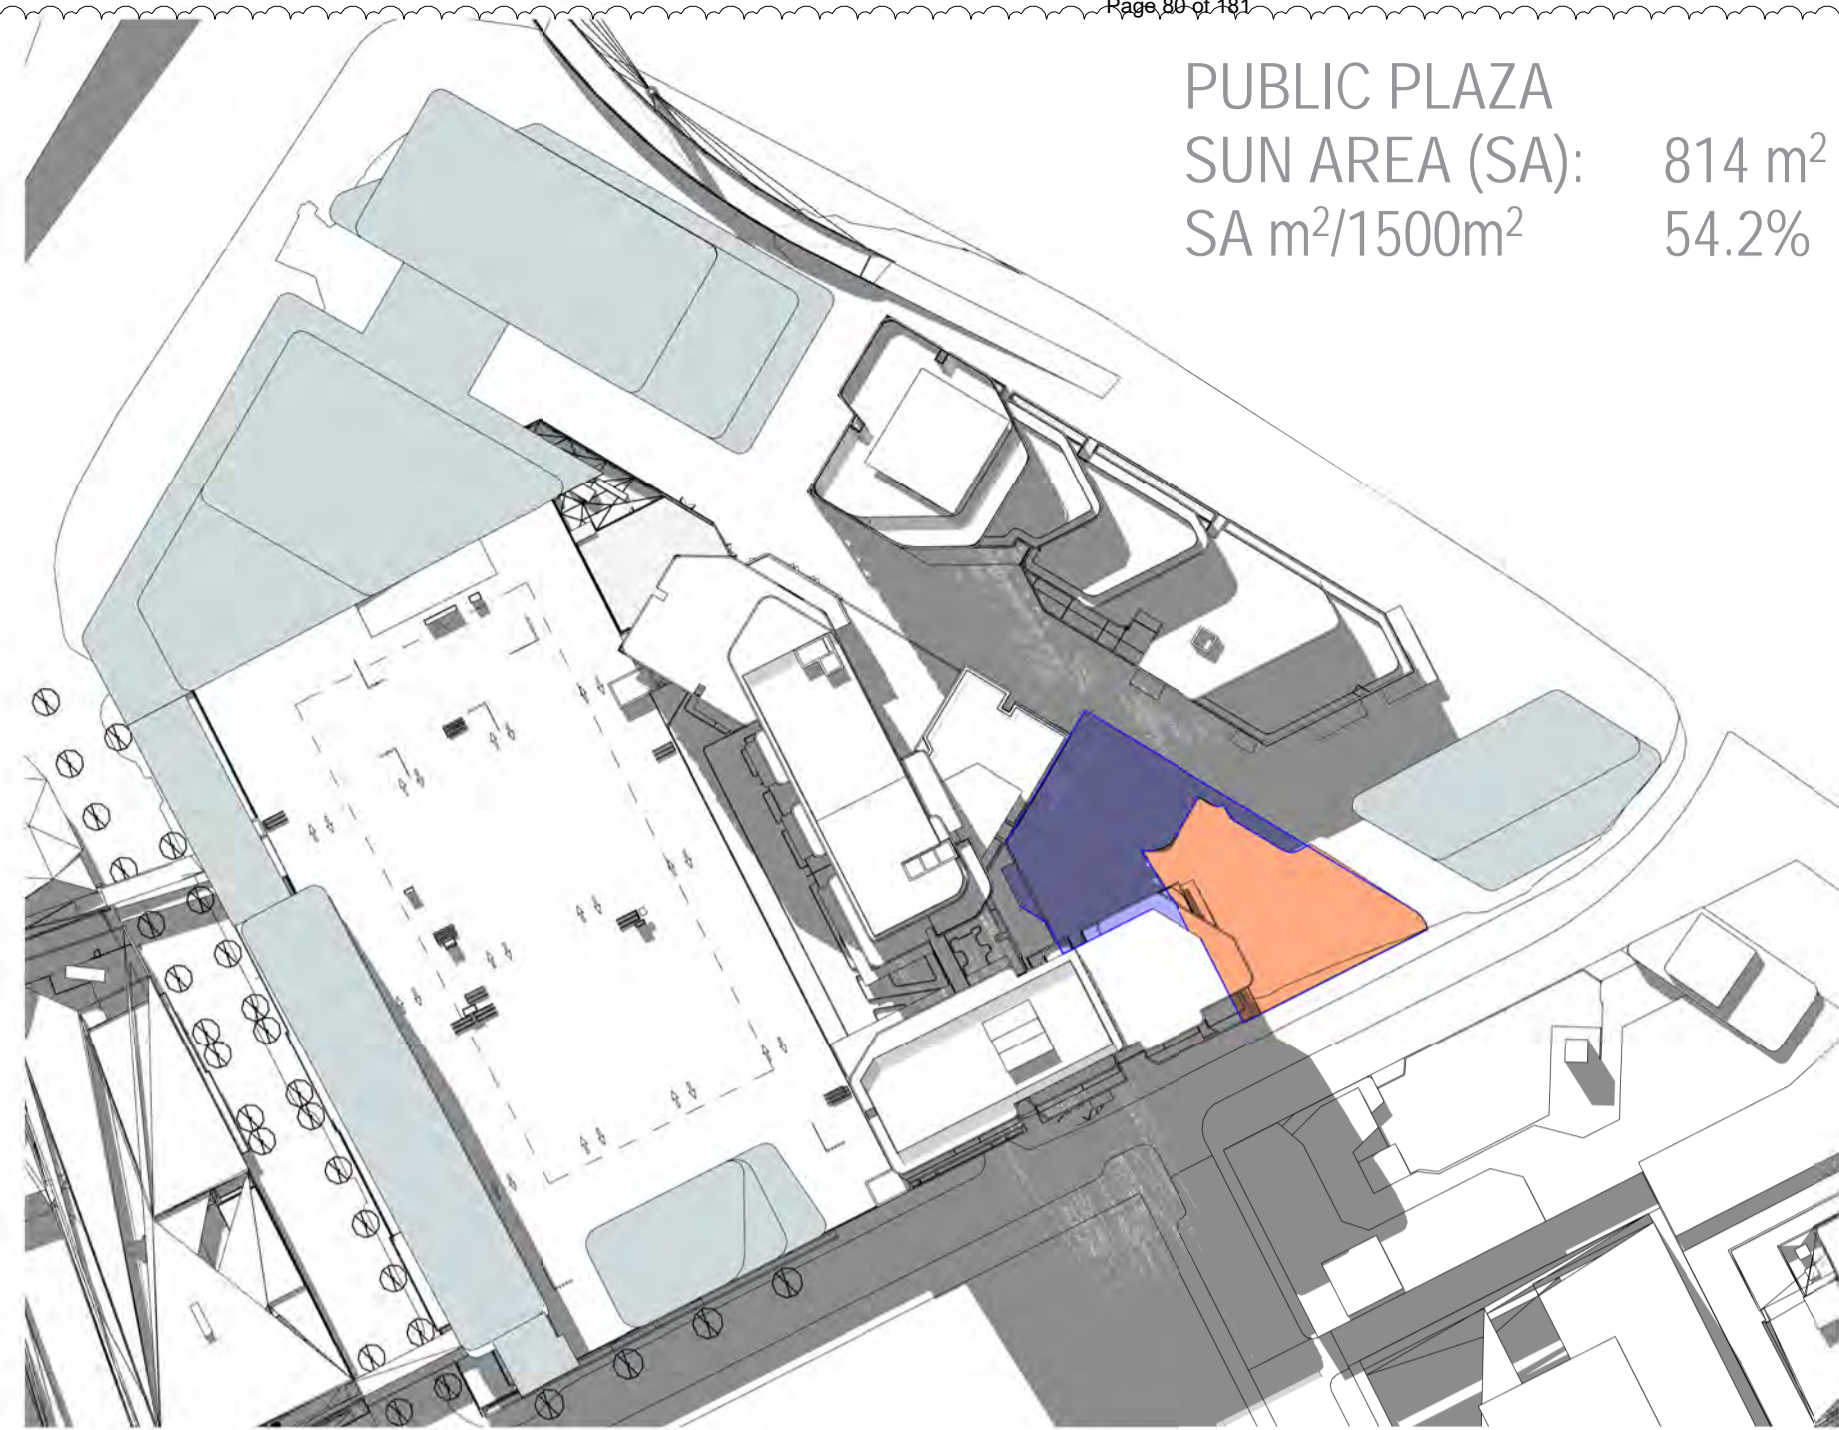 Page 80 of 181
PUBLIC PLAZA
SUN AREA (SA): 814 m²
SA m²/1500m² 54.2%